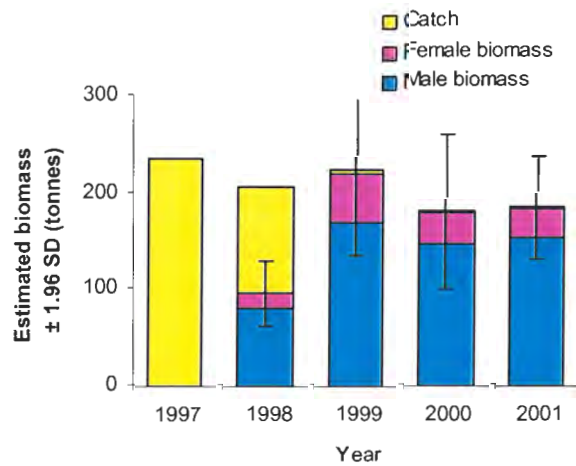 Catch
Female biomass
Male biomass
Estimated biomass
± 1.96 SD (tonnes)
300
200
100
0
1997 1998 1999 2000 2001
Year